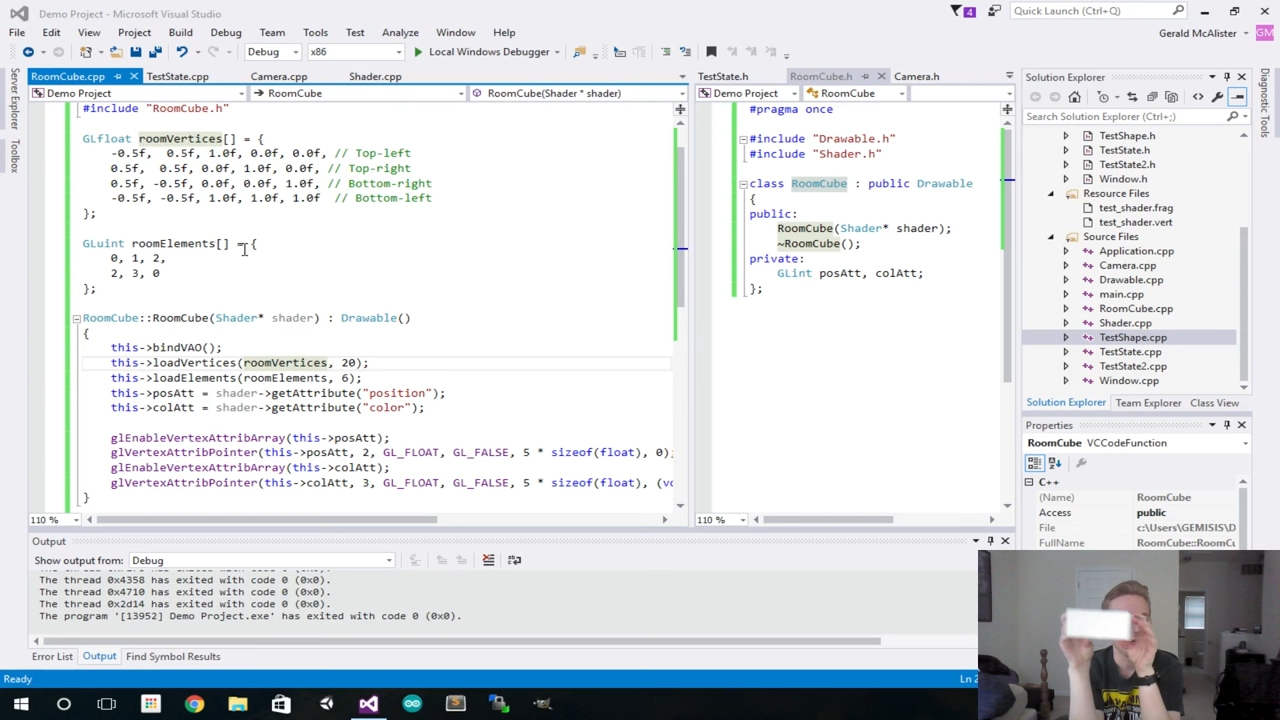 Demo Project - Microsoft Visual Studio
4
Quick Launch (Ctrl+Q)
File Edit View Project Build Debug Team Tools Test Analyze Window Help
Gerald McAlister GM
Debug x86 Local Windows Debugger
Server Explorer
Toolbox
RoomCube.cpp TestState.cpp Camera.cpp Shader.cpp
Demo Project RoomCube RoomCube(Shader * shader)
#include "RoomCube.h"
GLfloat roomVertices[] = {
-0.5f, 0.5f, 1.0f, 0.0f, 0.0f, // Top-left
0.5f, 0.5f, 0.0f, 1.0f, 0.0f, // Top-right
0.5f, -0.5f, 0.0f, 0.0f, 1.0f, // Bottom-right
-0.5f, -0.5f, 1.0f, 1.0f, 1.0f // Bottom-left
};
GLuint roomElements[] = {
0, 1, 2,
2, 3, 0
};
RoomCube::RoomCube(Shader* shader) : Drawable()
{
this->bindVAO();
this->loadVertices(roomVertices, 20);
this->loadElements(roomElements, 6);
this->posAtt = shader->getAttribute("position");
this->colAtt = shader->getAttribute("color");
glEnableVertexAttribArray(this->posAtt);
glVertexAttribPointer(this->posAtt, 2, GL_FLOAT, GL_FALSE, 5 * sizeof(float), 0);
glEnableVertexAttribArray(this->colAtt);
glVertexAttribPointer(this->colAtt, 3, GL_FLOAT, GL_FALSE, 5 * sizeof(float), (vo
}
110 %
TestState.h RoomCube.h Camera.h
Demo Project RoomCube
#pragma once
#include "Drawable.h"
#include "Shader.h"
class RoomCube : public Drawable
{
public:
RoomCube(Shader* shader);
~RoomCube();
private:
GLint posAtt, colAtt;
};
110 %
Solution Explorer
Search Solution Explorer (Ctrl+;)
TestShape.h
TestState.h
TestState2.h
Window.h
Resource Files
test_shader.frag
test_shader.vert
Source Files
Application.cpp
Camera.cpp
Drawable.cpp
main.cpp
RoomCube.cpp
Shader.cpp
TestShape.cpp
TestState.cpp
TestState2.cpp
Window.cpp
Solution Explorer Team Explorer Class View
Diagnostic Tools
Properties
RoomCube VCCodeFunction
C++
(Name) RoomCube
Access public
File c:\Users\GEMISIS\D
FullName RoomCube::RoomCu
Output
Show output from: Debug
The thread 0x4358 has exited with code 0 (0x0).
The thread 0x4710 has exited with code 0 (0x0).
The thread 0x2d14 has exited with code 0 (0x0).
The program '[13952] Demo Project.exe' has exited with code 0 (0x0).
Error List Output Find Symbol Results
Ready
Ln 2